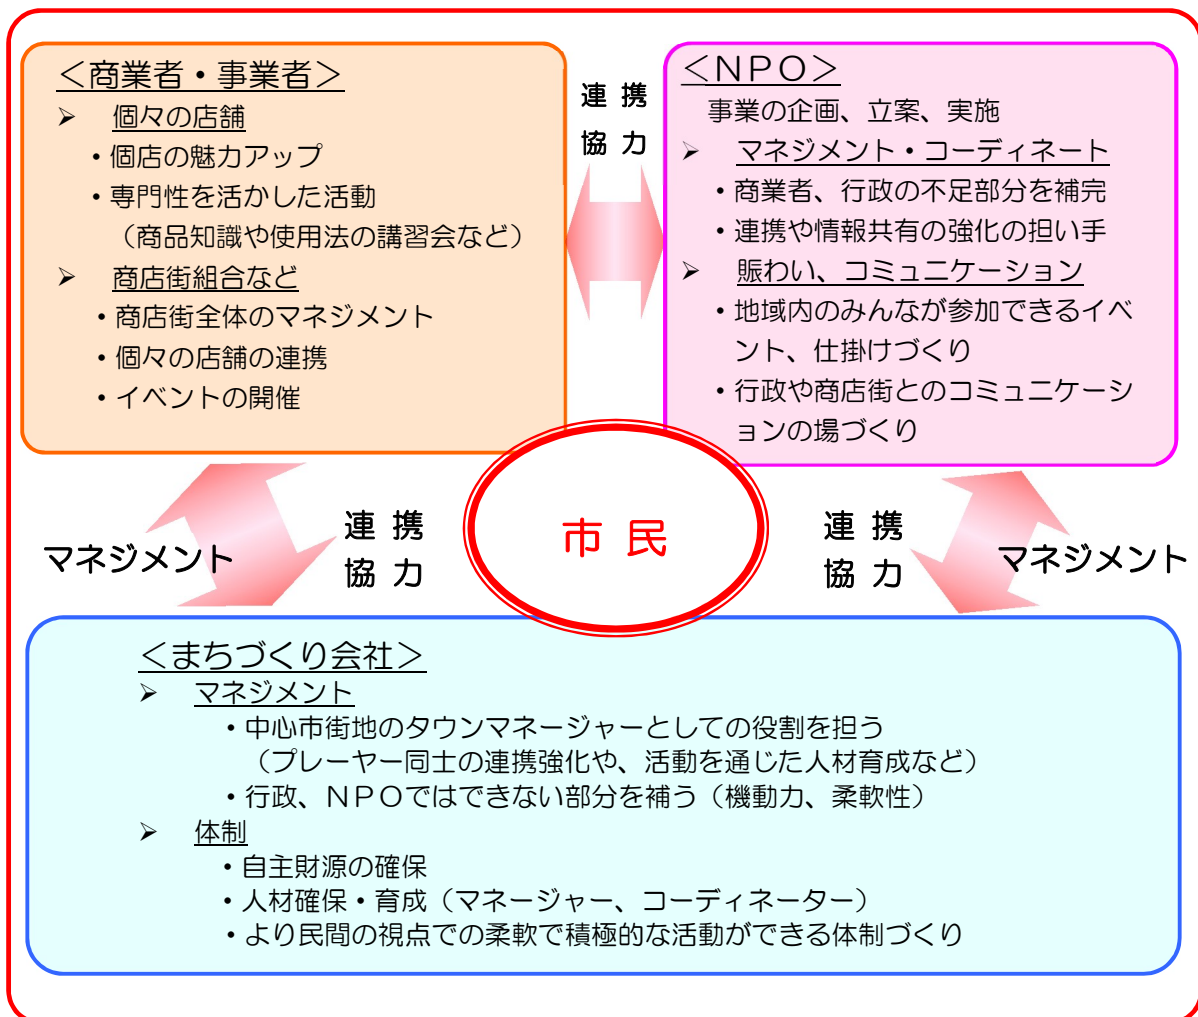 ＜商業者・事業者＞
➢ 個々の店舗
・個店の魅力アップ
・専門性を活かした活動
（商品知識や使用法の講習会など）
➢ 商店街組合など
・商店街全体のマネジメント
・個々の店舗の連携
・イベントの開催
連携
協力
＜ＮＰＯ＞
事業の企画、立案、実施
➢ マネジメント・コーディネート
・商業者、行政の不足部分を補完
・連携や情報共有の強化の担い手
➢ 賑わい、コミュニケーション
・地域内のみんなが参加できるイベ
ント、仕掛けづくり
・行政や商店街とのコミュニケーシ
ョンの場づくり
マネジメント
連携
協力
市民
連携
協力
マネジメント
＜まちづくり会社＞
➢ マネジメント
・中心市街地のタウンマネージャーとしての役割を担う
（プレーヤー同士の連携強化や、活動を通じた人材育成など）
・行政、ＮＰＯではできない部分を補う（機動力、柔軟性）
➢ 体制
・自主財源の確保
・人材確保・育成（マネージャー、コーディネーター）
・より民間の視点での柔軟で積極的な活動ができる体制づくり